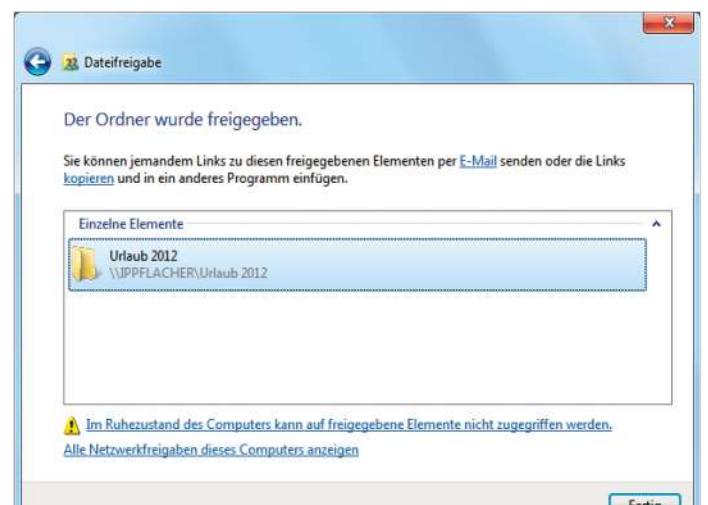 Dateifreigabe
Der Ordner wurde freigegeben.
Sie können jemandem Links zu diesen freigegebenen Elementen per E-Mail senden oder die Links
kopieren und in ein anderes Programm einfügen.
Einzelne Elemente
Urlaub 2012
\\IPPFLACHER\Urlaub 2012
Im Ruhezustand des Computers kann auf freigegebene Elemente nicht zugegriffen werden.
Alle Netzwerkfreigaben dieses Computers anzeigen
Fertig